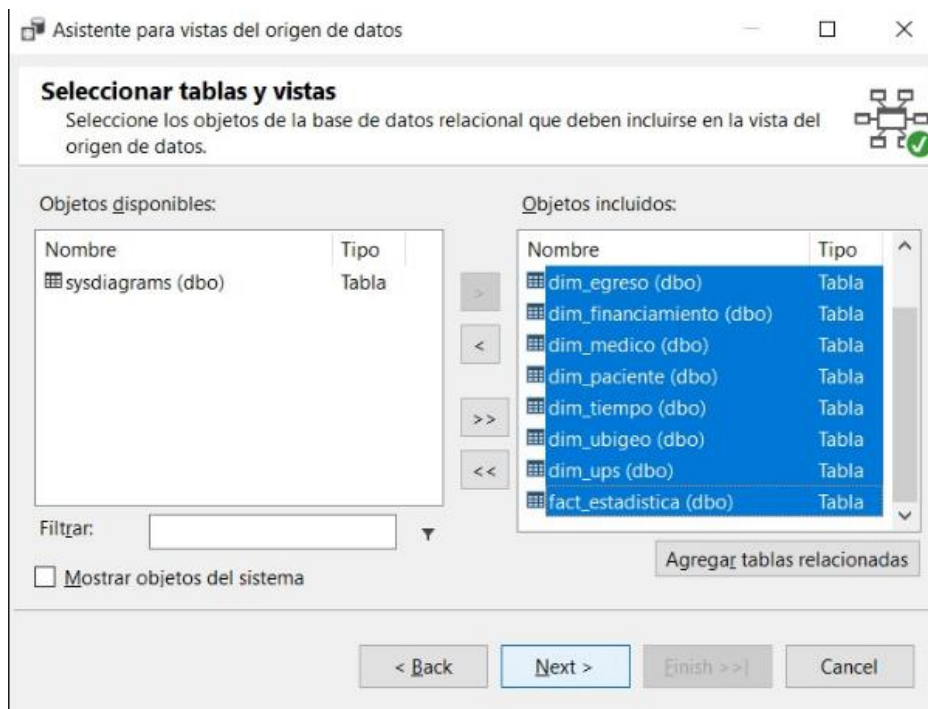 Asistente para vistas del origen de datos
Seleccionar tablas y vistas
Seleccione los objetos de la base de datos relacional que deben incluirse en la vista del
origen de datos.
Objetos disponibles:
Nombre Tipo
sysdiagrams (dbo) Tabla
>
<
>>
<<
Objetos incluidos:
Nombre Tipo
dim_egreso (dbo) Tabla
dim_financiamiento (dbo) Tabla
dim_medico (dbo) Tabla
dim_paciente (dbo) Tabla
dim_tiempo (dbo) Tabla
dim_ubigeo (dbo) Tabla
dim_ups (dbo) Tabla
fact_estadistica (dbo) Tabla
Filtrar:
Agregar tablas relacionadas
Mostrar objetos del sistema
< Back Next > Finish >>| Cancel